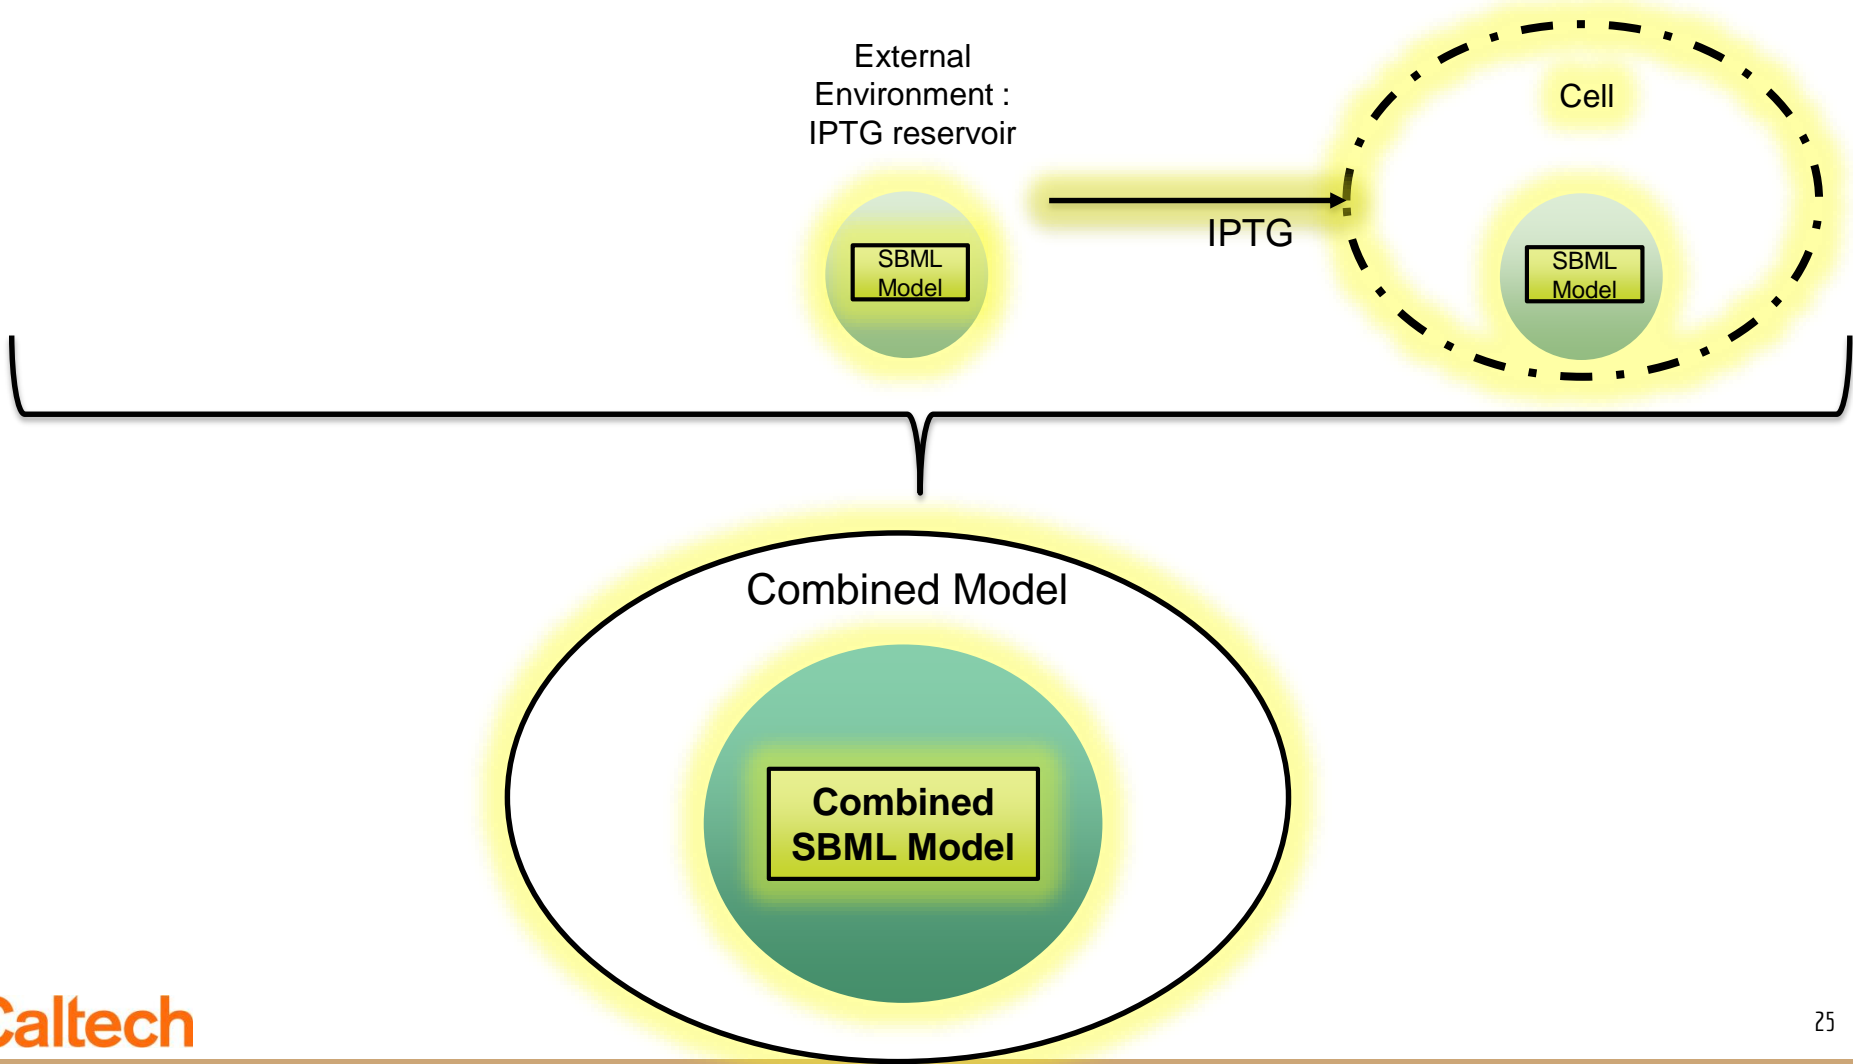 External
Environment :
IPTG reservoir
SBML
Model
IPTG
Cell
SBML
Model
Combined Model
Combined
SBML Model
Caltech
25